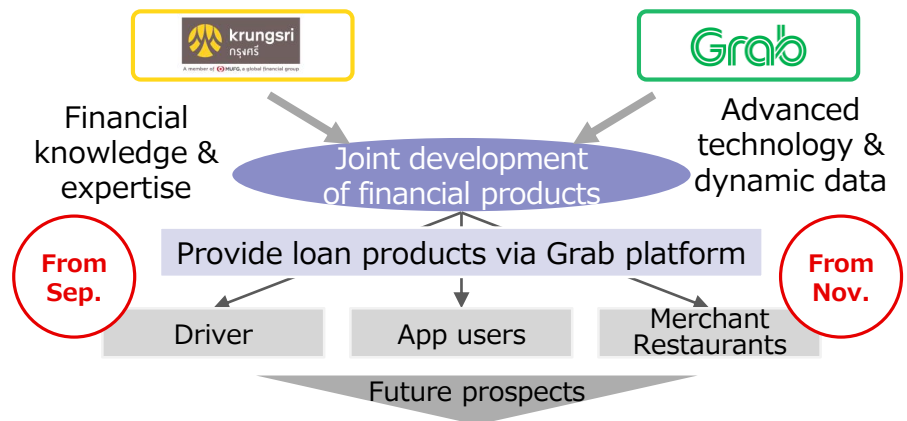 krungsri
กรุงศรี
A member of MUFG, a global financial group
Grab
Financial
knowledge &
expertise
Advanced
technology &
dynamic data
Joint development
of financial products
Provide loan products via Grab platform
From
Sep.
From
Nov.
Driver
App users
Merchant
Restaurants
Future prospects